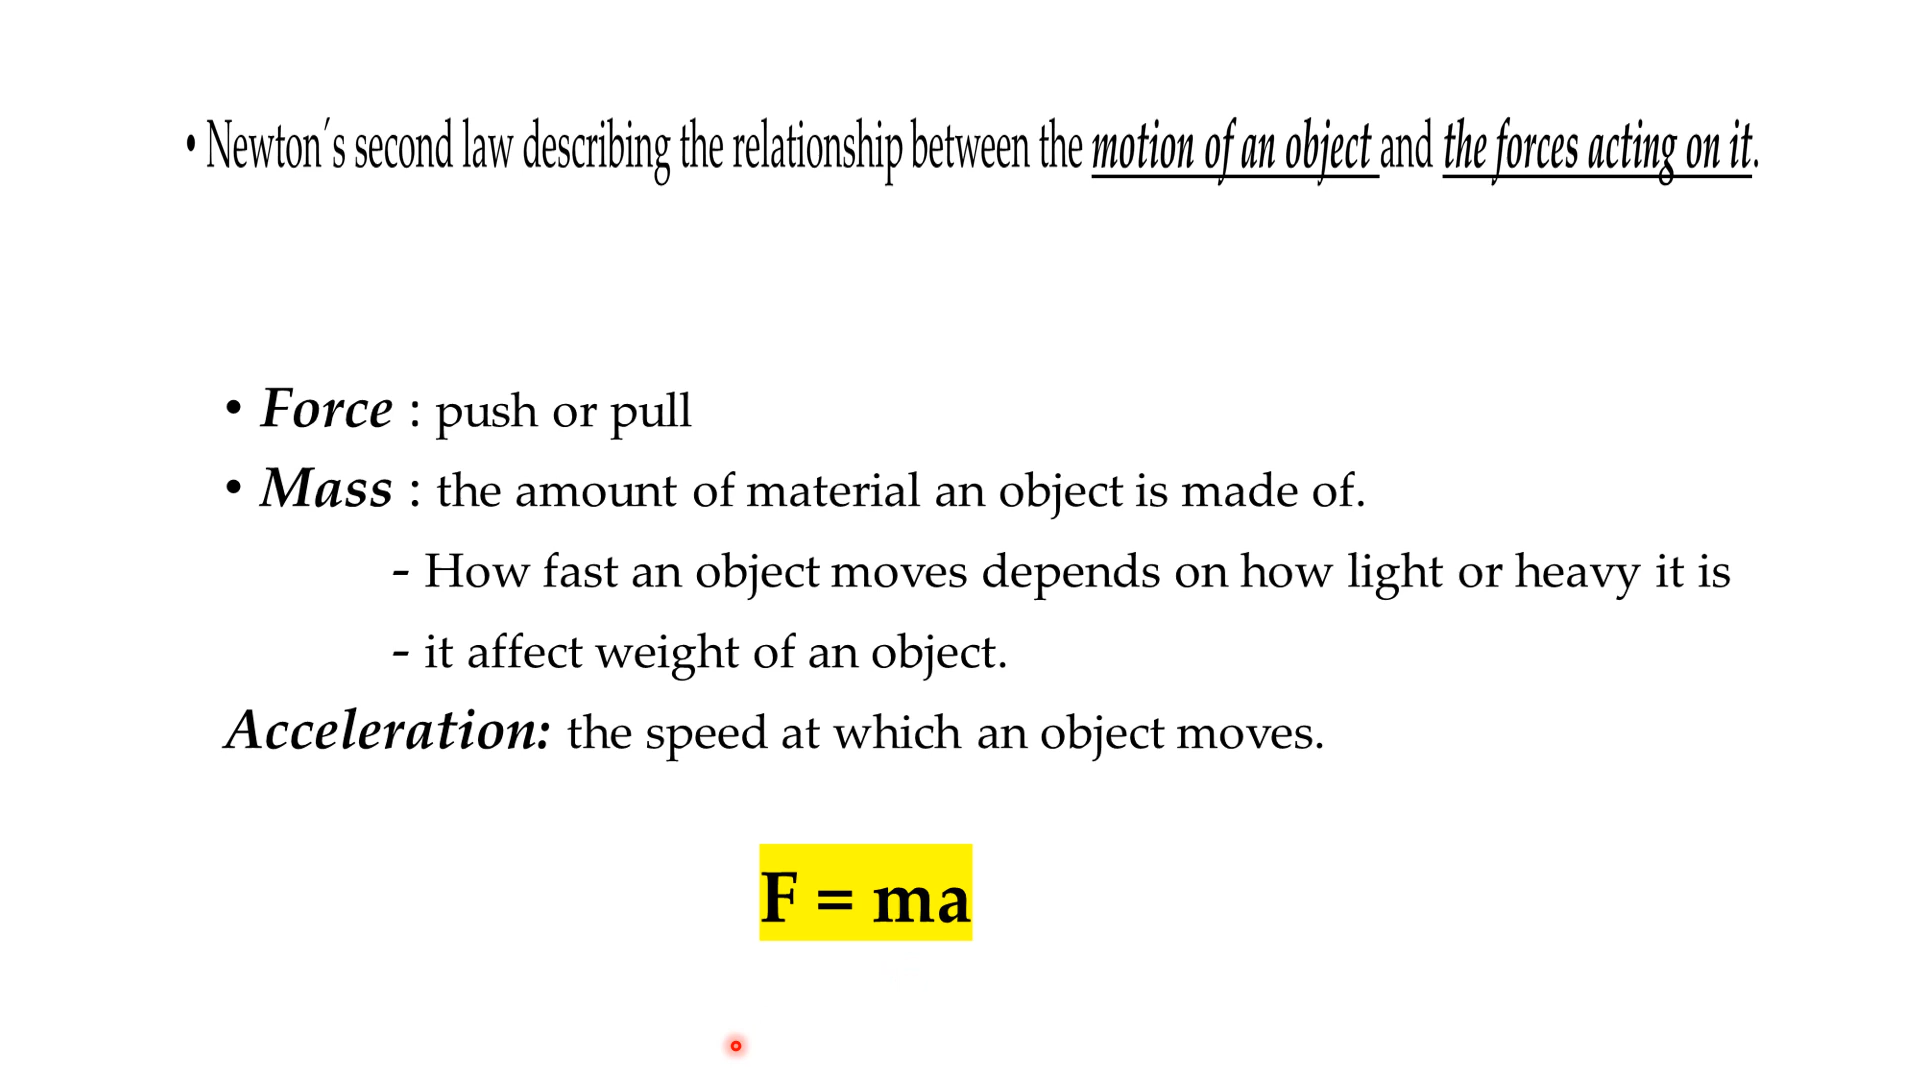 • Newton´s second law describing the relationship between the motion of an object and the forces acting on it.
• Force : push or pull
• Mass : the amount of material an object is made of.
- How fast an object moves depends on how light or heavy it is
- it affect weight of an object.
Acceleration: the speed at which an object moves.
F = ma